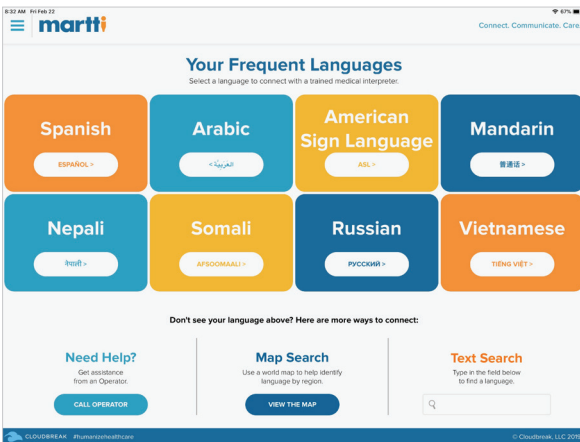 8:32 AM Fri Feb 22
67%
martti
Connect. Communicate. Care.
Your Frequent Languages
Select a language to connect with a trained medical interpreter.
Spanish
ESPAÑOL >
Arabic
العَرَبِيَّة >
American
Sign Language
ASL >
Mandarin
普通话 >
Nepali
नेपाली >
Somali
AFSOOMAALI >
Russian
РУССКИЙ >
Vietnamese
TIẾNG VIỆT >
Don't see your language above? Here are more ways to connect:
Need Help?
Get assistance
from an Operator.
CALL OPERATOR
Map Search
Use a world map to help identify
language by region.
VIEW THE MAP
Text Search
Type in the field below
to find a language.
CLOUDBREAK #humanizehealthcare
© Cloudbreak, LLC 2019